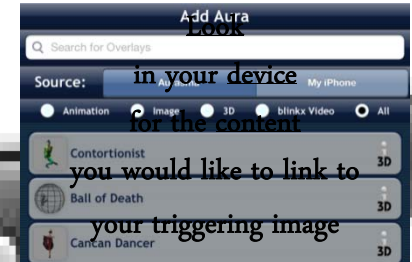 Add Aura
Look
Search for Overlays
in your device
Source: Aurasma My iPhone
for the content
Animation Image 3D blinkx Video All
Contortionist 3D
you would like to link to
Ball of Death 3D
your triggering image
Cancan Dancer 3D